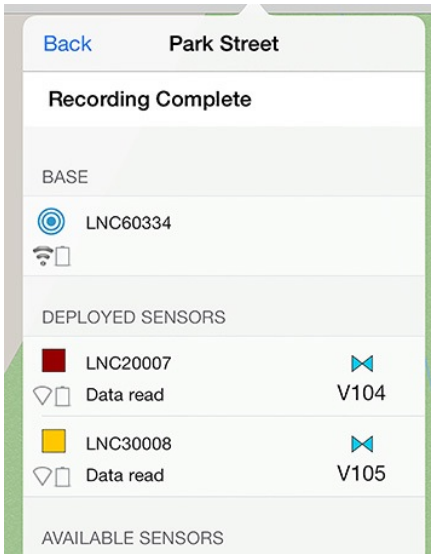 Back Park Street
Recording Complete
BASE
LNC60334
DEPLOYED SENSORS
LNC20007
Data read V104
LNC30008
Data read V105
AVAILABLE SENSORS